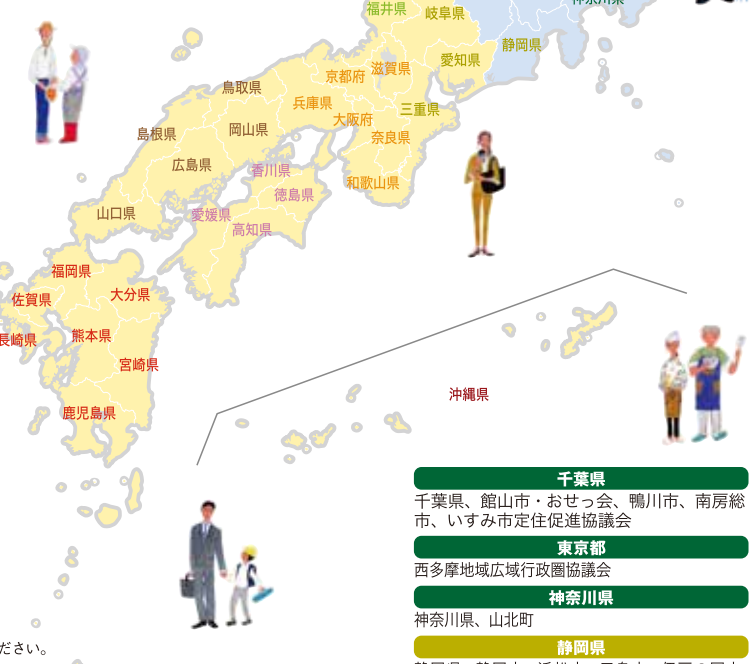 福井県
岐阜県
神奈川県
静岡県
愛知県
滋賀県
京都府
鳥取県
兵庫県
三重県
大阪府
島根県
岡山県
奈良県
広島県
香川県
和歌山県
徳島県
山口県
愛媛県
高知県
福岡県
大分県
佐賀県
熊本県
長崎県
宮崎県
鹿児島県
沖縄県
千葉県
千葉県、館山市・おせっ会、鴨川市、南房総
市、いすみ市定住促進協議会
東京都
西多摩地域広域行政圏協議会
神奈川県
神奈川県、山北町
静岡県
ださい。